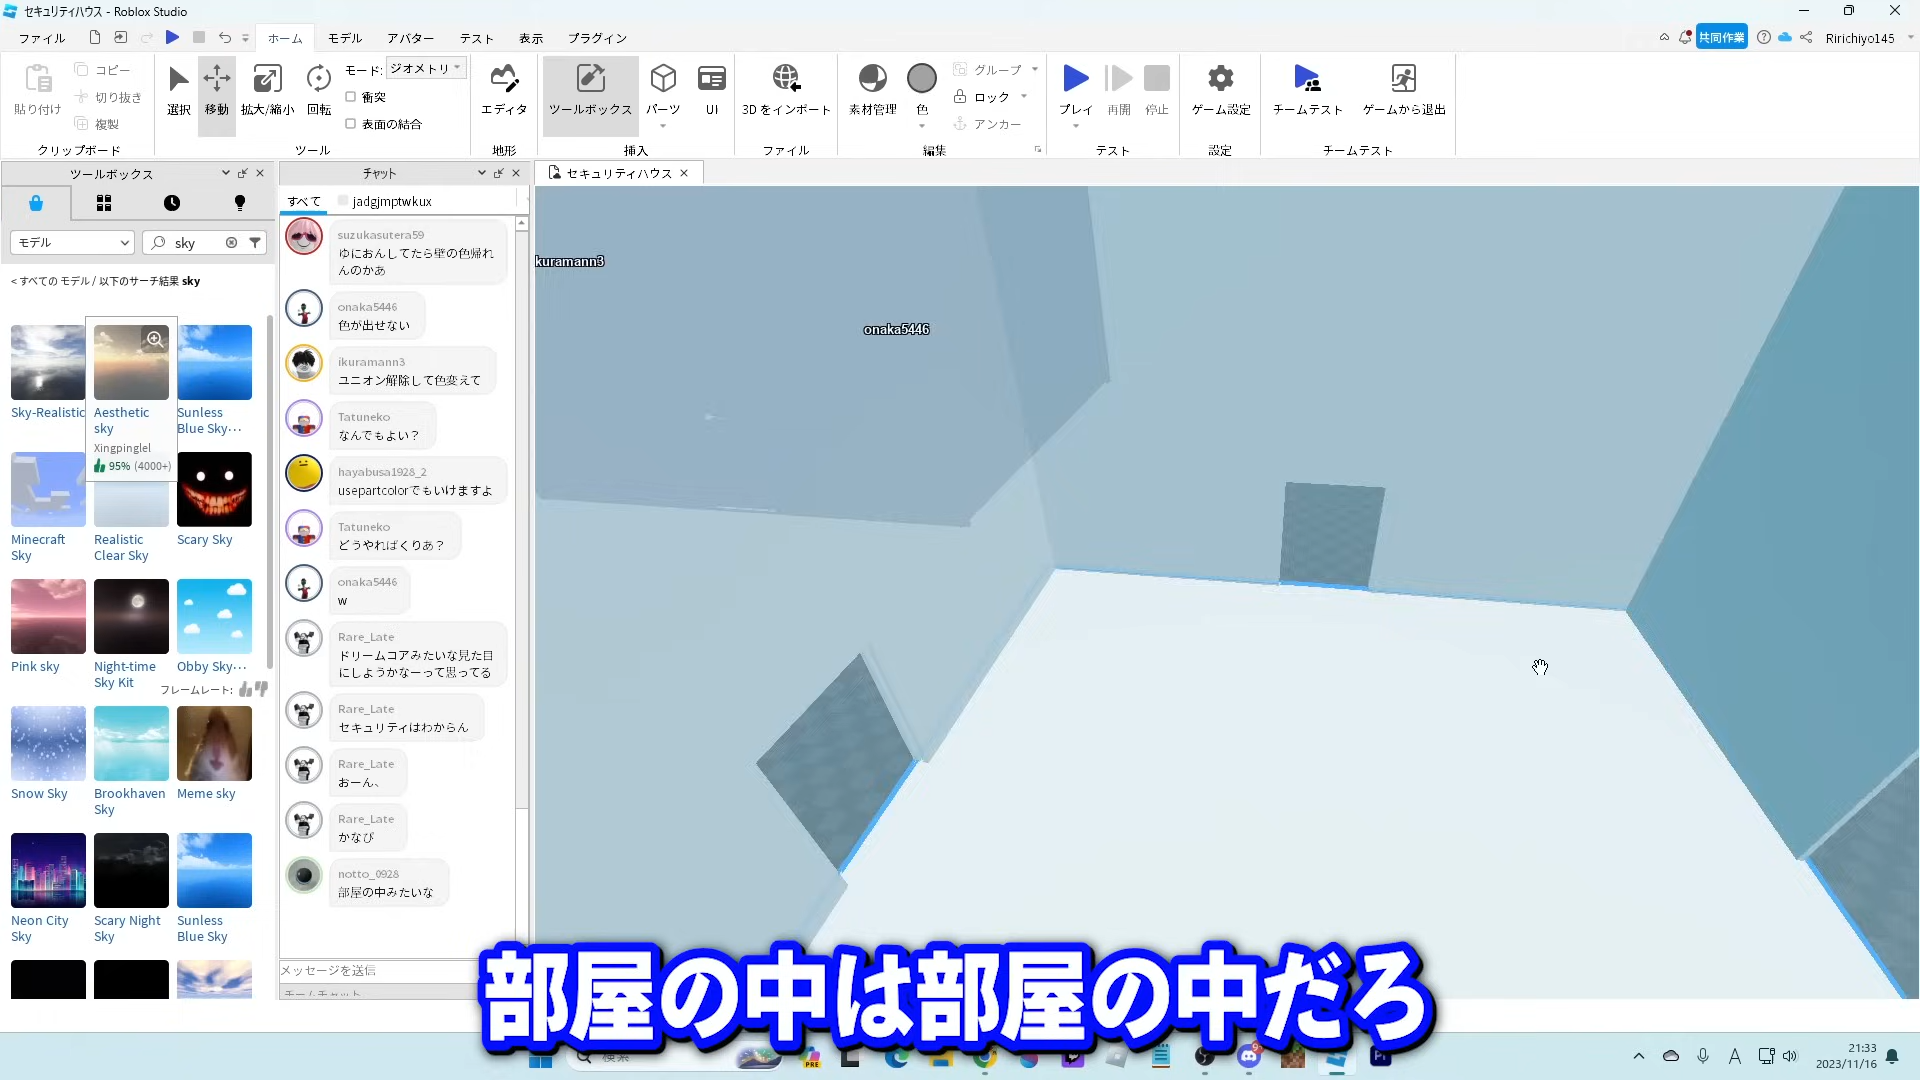 セキュリティハウス - Roblox Studio
ファイル
ホーム
モデル
アバター
テスト
表示
プラグイン
共同作業
Ririchiyo145
貼り付け
コピー
切り抜き
複製
クリップボード
選択
移動
拡大/縮小
回転
モード:
ジオメトリ
衝突
表面の結合
ツール
エディタ
地形
ツールボックス
パーツ
UI
挿入
3D をインポート
ファイル
素材管理
色
グループ
ロック
アンカー
編集
プレイ
再開
停止
テスト
ゲーム設定
設定
チームテスト
ゲームから退出
チームテスト
ツールボックス
モデル
sky
< すべての モデル / 以下のサーチ結果 sky
Sky-Realistic
Aesthetic sky
Xingpinglel
95% (4000+)
Sunless Blue Sky…
Minecraft Sky
Realistic Clear Sky
Scary Sky
Pink sky
Night-time Sky Kit
Obby Sky…
フレームレート:
Snow Sky
Brookhaven Sky
Meme sky
Neon City Sky
Scary Night Sky
Sunless Blue Sky
チャット
すべて
jadgjmptwkux
suzukasutera59
ゆにおんしてたら壁の色帰れ
んのかあ
onaka5446
色が出せない
ikuramann3
ユニオン解除して色変えて
Tatuneko
なんでもよい？
hayabusa1928_2
usepartcolorでもいけますよ
Tatuneko
どうやればくりあ？
onaka5446
w
Rare_Late
ドリームコアみたいな見た目
にしようかなーって思ってる
Rare_Late
セキュリティはわからん
Rare_Late
おーん、
Rare_Late
かなぴ
notto_0928
部屋の中みたいな
メッセージを送信
チームチャット
セキュリティハウス
kuramann3
onaka5446
部屋の中は部屋の中だろ
検索
PRE
Pr
A
21:33
2023/11/16